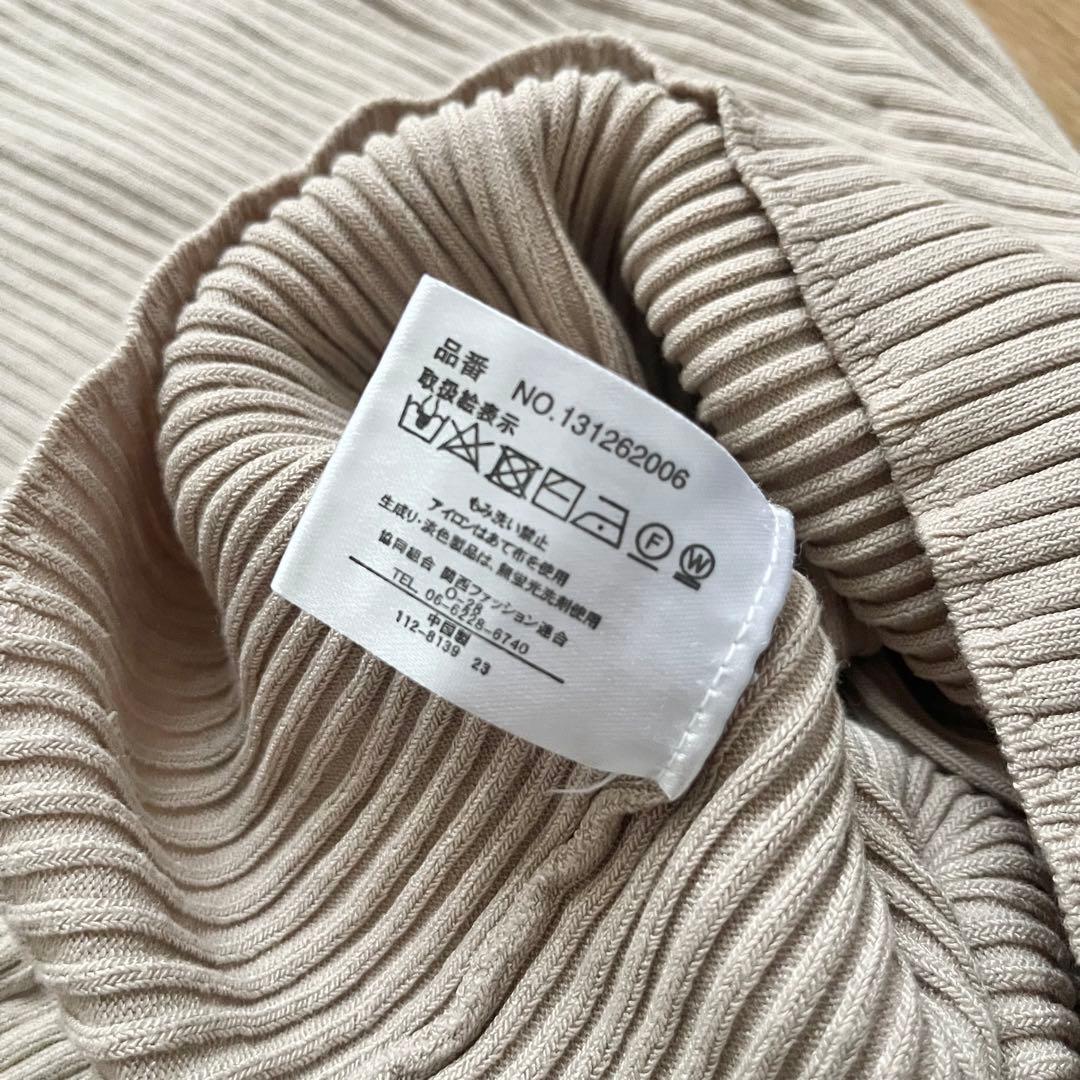 品番 NO.131262006
取扱絵表示
F W
もみ洗い禁止
アイロンはあて布を使用
生成り・淡色製品は、無蛍光洗剤使用
協同組合 関西ファッション連合
O-28
TEL 06-6228-6740
中国製
112-8139 23